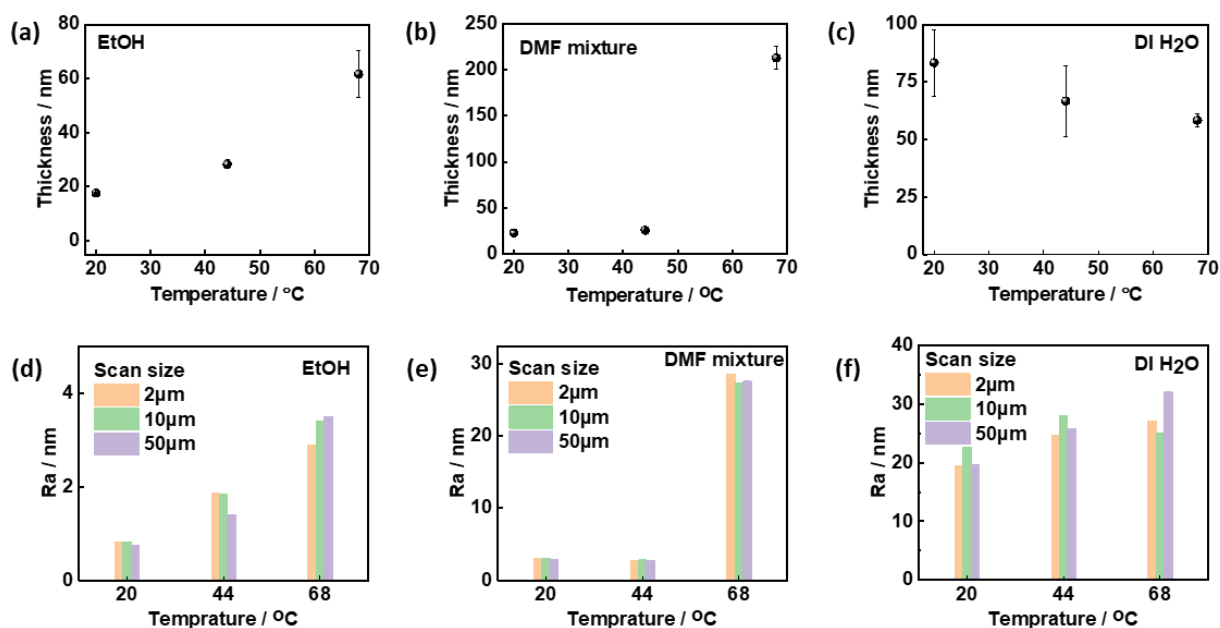 (a)
EtOH
Thickness / nm
80
60
40
20
0
20 30 40 50 60 70
Temperature / °C
(b)
DMF mixture
Thickness / nm
250
200
150
100
50
0
20 30 40 50 60 70
Temperature / ᴼC
(c)
DI H₂O
Thickness / nm
100
75
50
25
0
20 30 40 50 60 70
Temperature / °C
(d)
Scan size
EtOH
2µm
10µm
50µm
Ra / nm
4
2
0
20 44 68
Temprature / ᴼC
(e)
Scan size
DMF mixture
2µm
10µm
50µm
Ra / nm
30
20
10
0
20 44 68
Temprature / ᴼC
(f)
Scan size
DI H₂O
2µm
10µm
50µm
Ra / nm
40
30
20
10
0
20 44 68
Temprature / ᴼC